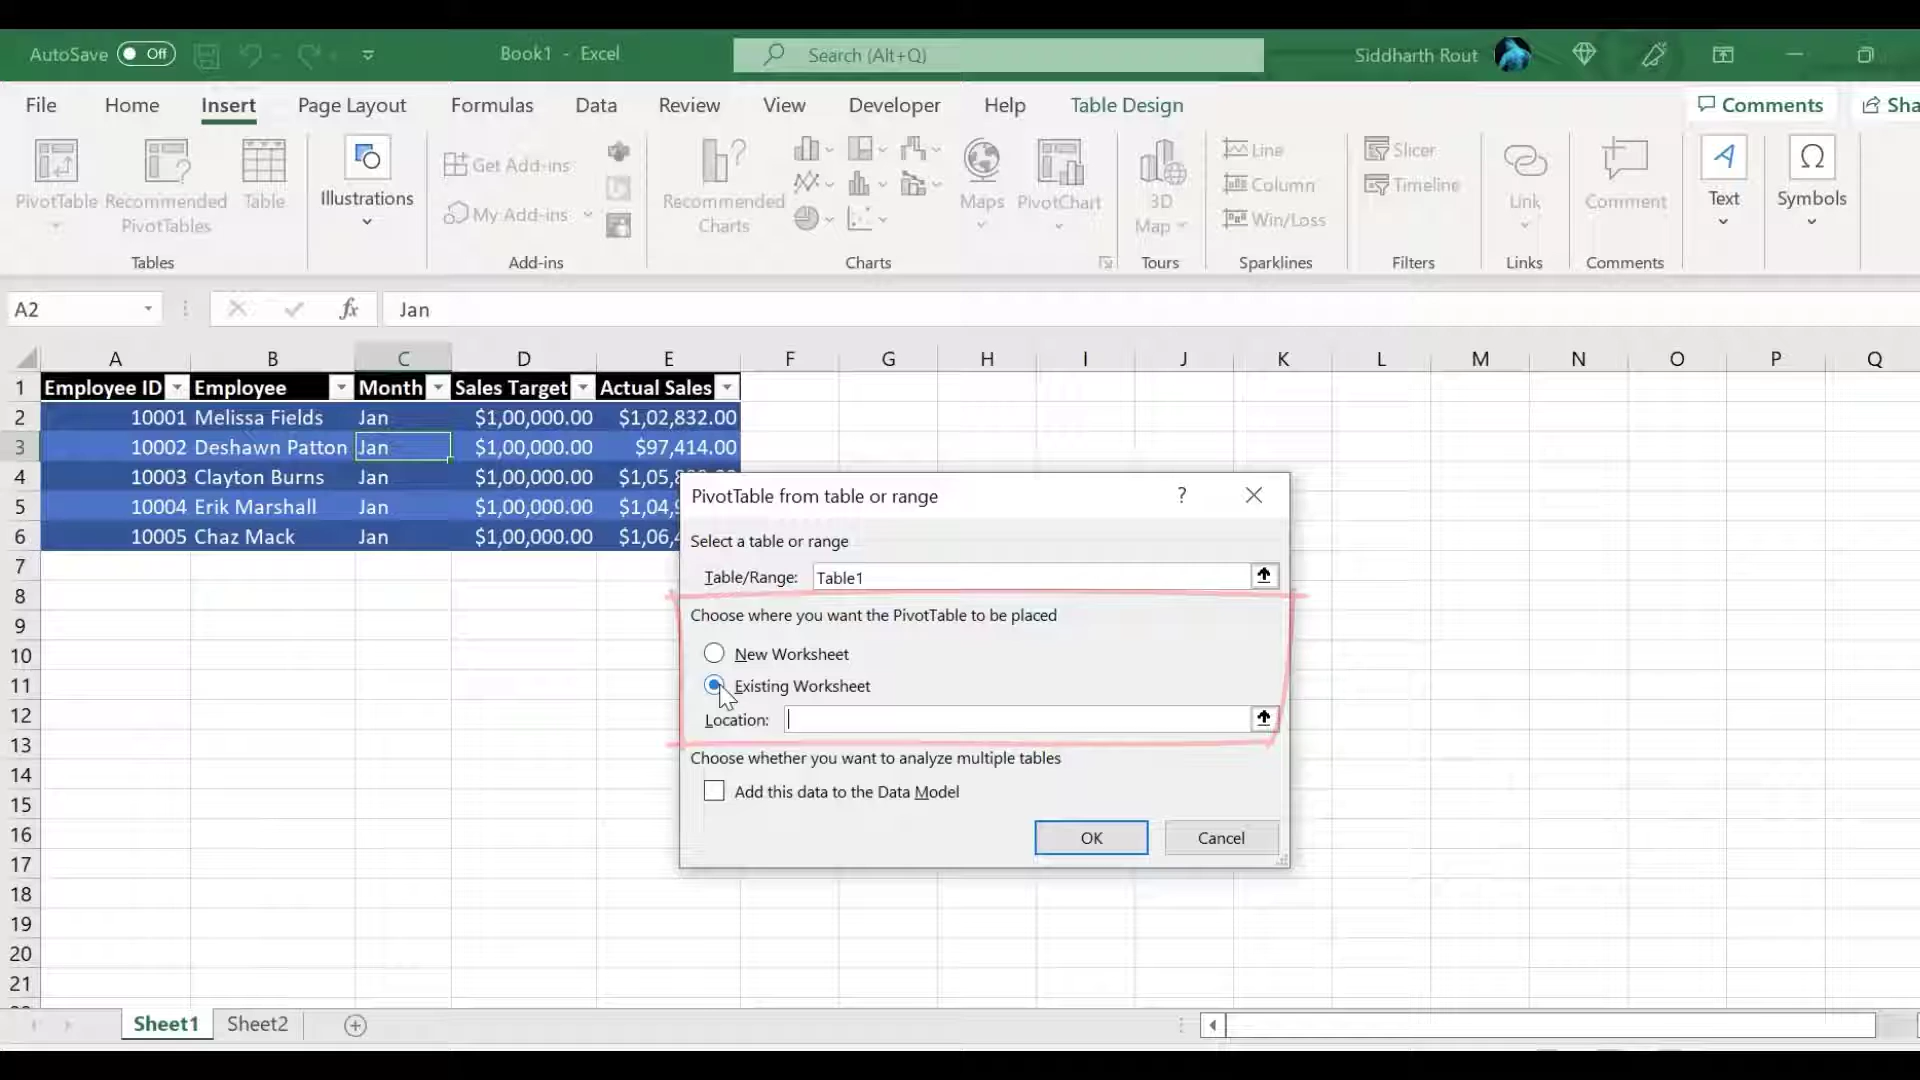 AutoSave Off Book1 - Excel Search (Alt+Q) Siddharth Rout
File Home Insert Page Layout Formulas Data Review View Developer Help Table Design Comments Sha
PivotTable Recommended PivotTables Table Illustrations Get Add-ins My Add-ins Recommended Charts Maps PivotChart 3D Map Line Column Win/Loss Slicer Timeline Link Comment Text Symbols
Tables Add-ins Charts Tours Sparklines Filters Links Comments
A2 fx Jan
A B C D E F G H I J K L M N O P Q
1 Employee ID Employee Month Sales Target Actual Sales
2 10001 Melissa Fields Jan $1,00,000.00 $1,02,832.00
3 10002 Deshawn Patton Jan $1,00,000.00 $97,414.00
4 10003 Clayton Burns Jan $1,00,000.00
5 10004 Erik Marshall Jan $1,00,000.00
6 10005 Chaz Mack Jan $1,00,000.00
7
8
9
10
11
12
13
14
15
16
17
18
19
20
21
PivotTable from table or range ?
Select a table or range
Table/Range: Table1
Choose where you want the PivotTable to be placed
New Worksheet
Existing Worksheet
Location:
Choose whether you want to analyze multiple tables
Add this data to the Data Model
OK Cancel
Sheet1 Sheet2